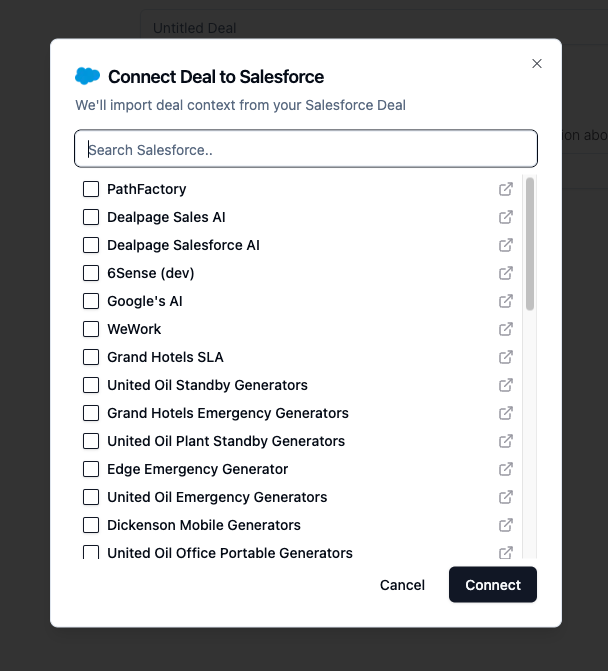 Untitled Deal
Connect Deal to Salesforce
We'll import deal context from your Salesforce Deal
ion abo
Search Salesforce..
PathFactory
Dealpage Sales AI
Dealpage Salesforce AI
6Sense (dev)
Google's AI
WeWork
Grand Hotels SLA
United Oil Standby Generators
Grand Hotels Emergency Generators
United Oil Plant Standby Generators
Edge Emergency Generator
United Oil Emergency Generators
Dickenson Mobile Generators
United Oil Office Portable Generators
Cancel
Connect